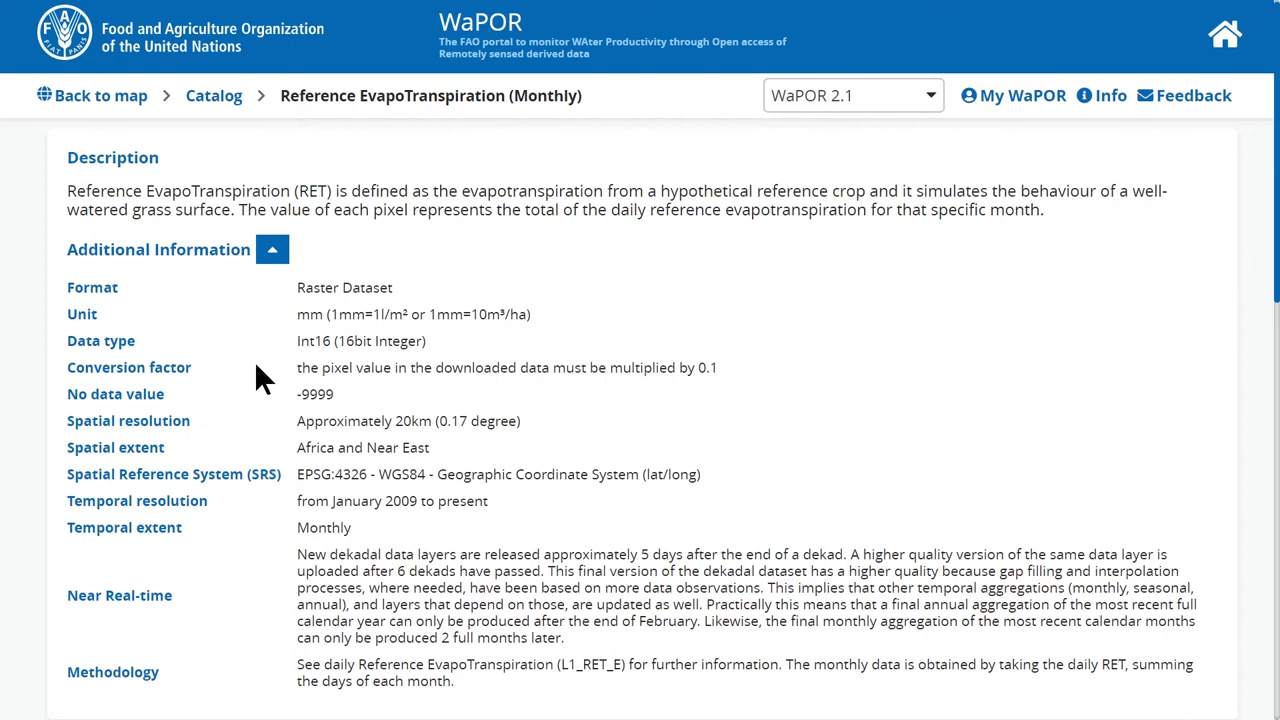 FAO
FIAT PANIS
Food and Agriculture Organization
of the United Nations
WaPOR
The FAO portal to monitor WAter Productivity through Open access of
Remotely sensed derived data
Back to map > Catalog > Reference EvapoTranspiration (Monthly) WaPOR 2.1 My WaPOR Info Feedback
Description
Reference EvapoTranspiration (RET) is defined as the evapotranspiration from a hypothetical reference crop and it simulates the behaviour of a well-
watered grass surface. The value of each pixel represents the total of the daily reference evapotranspiration for that specific month.
Additional Information
Format Raster Dataset
Unit mm (1mm=1l/m² or 1mm=10m³/ha)
Data type Int16 (16bit Integer)
Conversion factor the pixel value in the downloaded data must be multiplied by 0.1
No data value -9999
Spatial resolution Approximately 20km (0.17 degree)
Spatial extent Africa and Near East
Spatial Reference System (SRS) EPSG:4326 - WGS84 - Geographic Coordinate System (lat/long)
Temporal resolution from January 2009 to present
Temporal extent Monthly
Near Real-time
New dekadal data layers are released approximately 5 days after the end of a dekad. A higher quality version of the same data layer is
uploaded after 6 dekads have passed. This final version of the dekadal dataset has a higher quality because gap filling and interpolation
processes, where needed, have been based on more data observations. This implies that other temporal aggregations (monthly, seasonal,
annual), and layers that depend on those, are updated as well. Practically this means that a final annual aggregation of the most recent full
calendar year can only be produced after the end of February. Likewise, the final monthly aggregation of the most recent calendar months
can only be produced 2 full months later.
Methodology
See daily Reference EvapoTranspiration (L1_RET_E) for further information. The monthly data is obtained by taking the daily RET, summing
the days of each month.